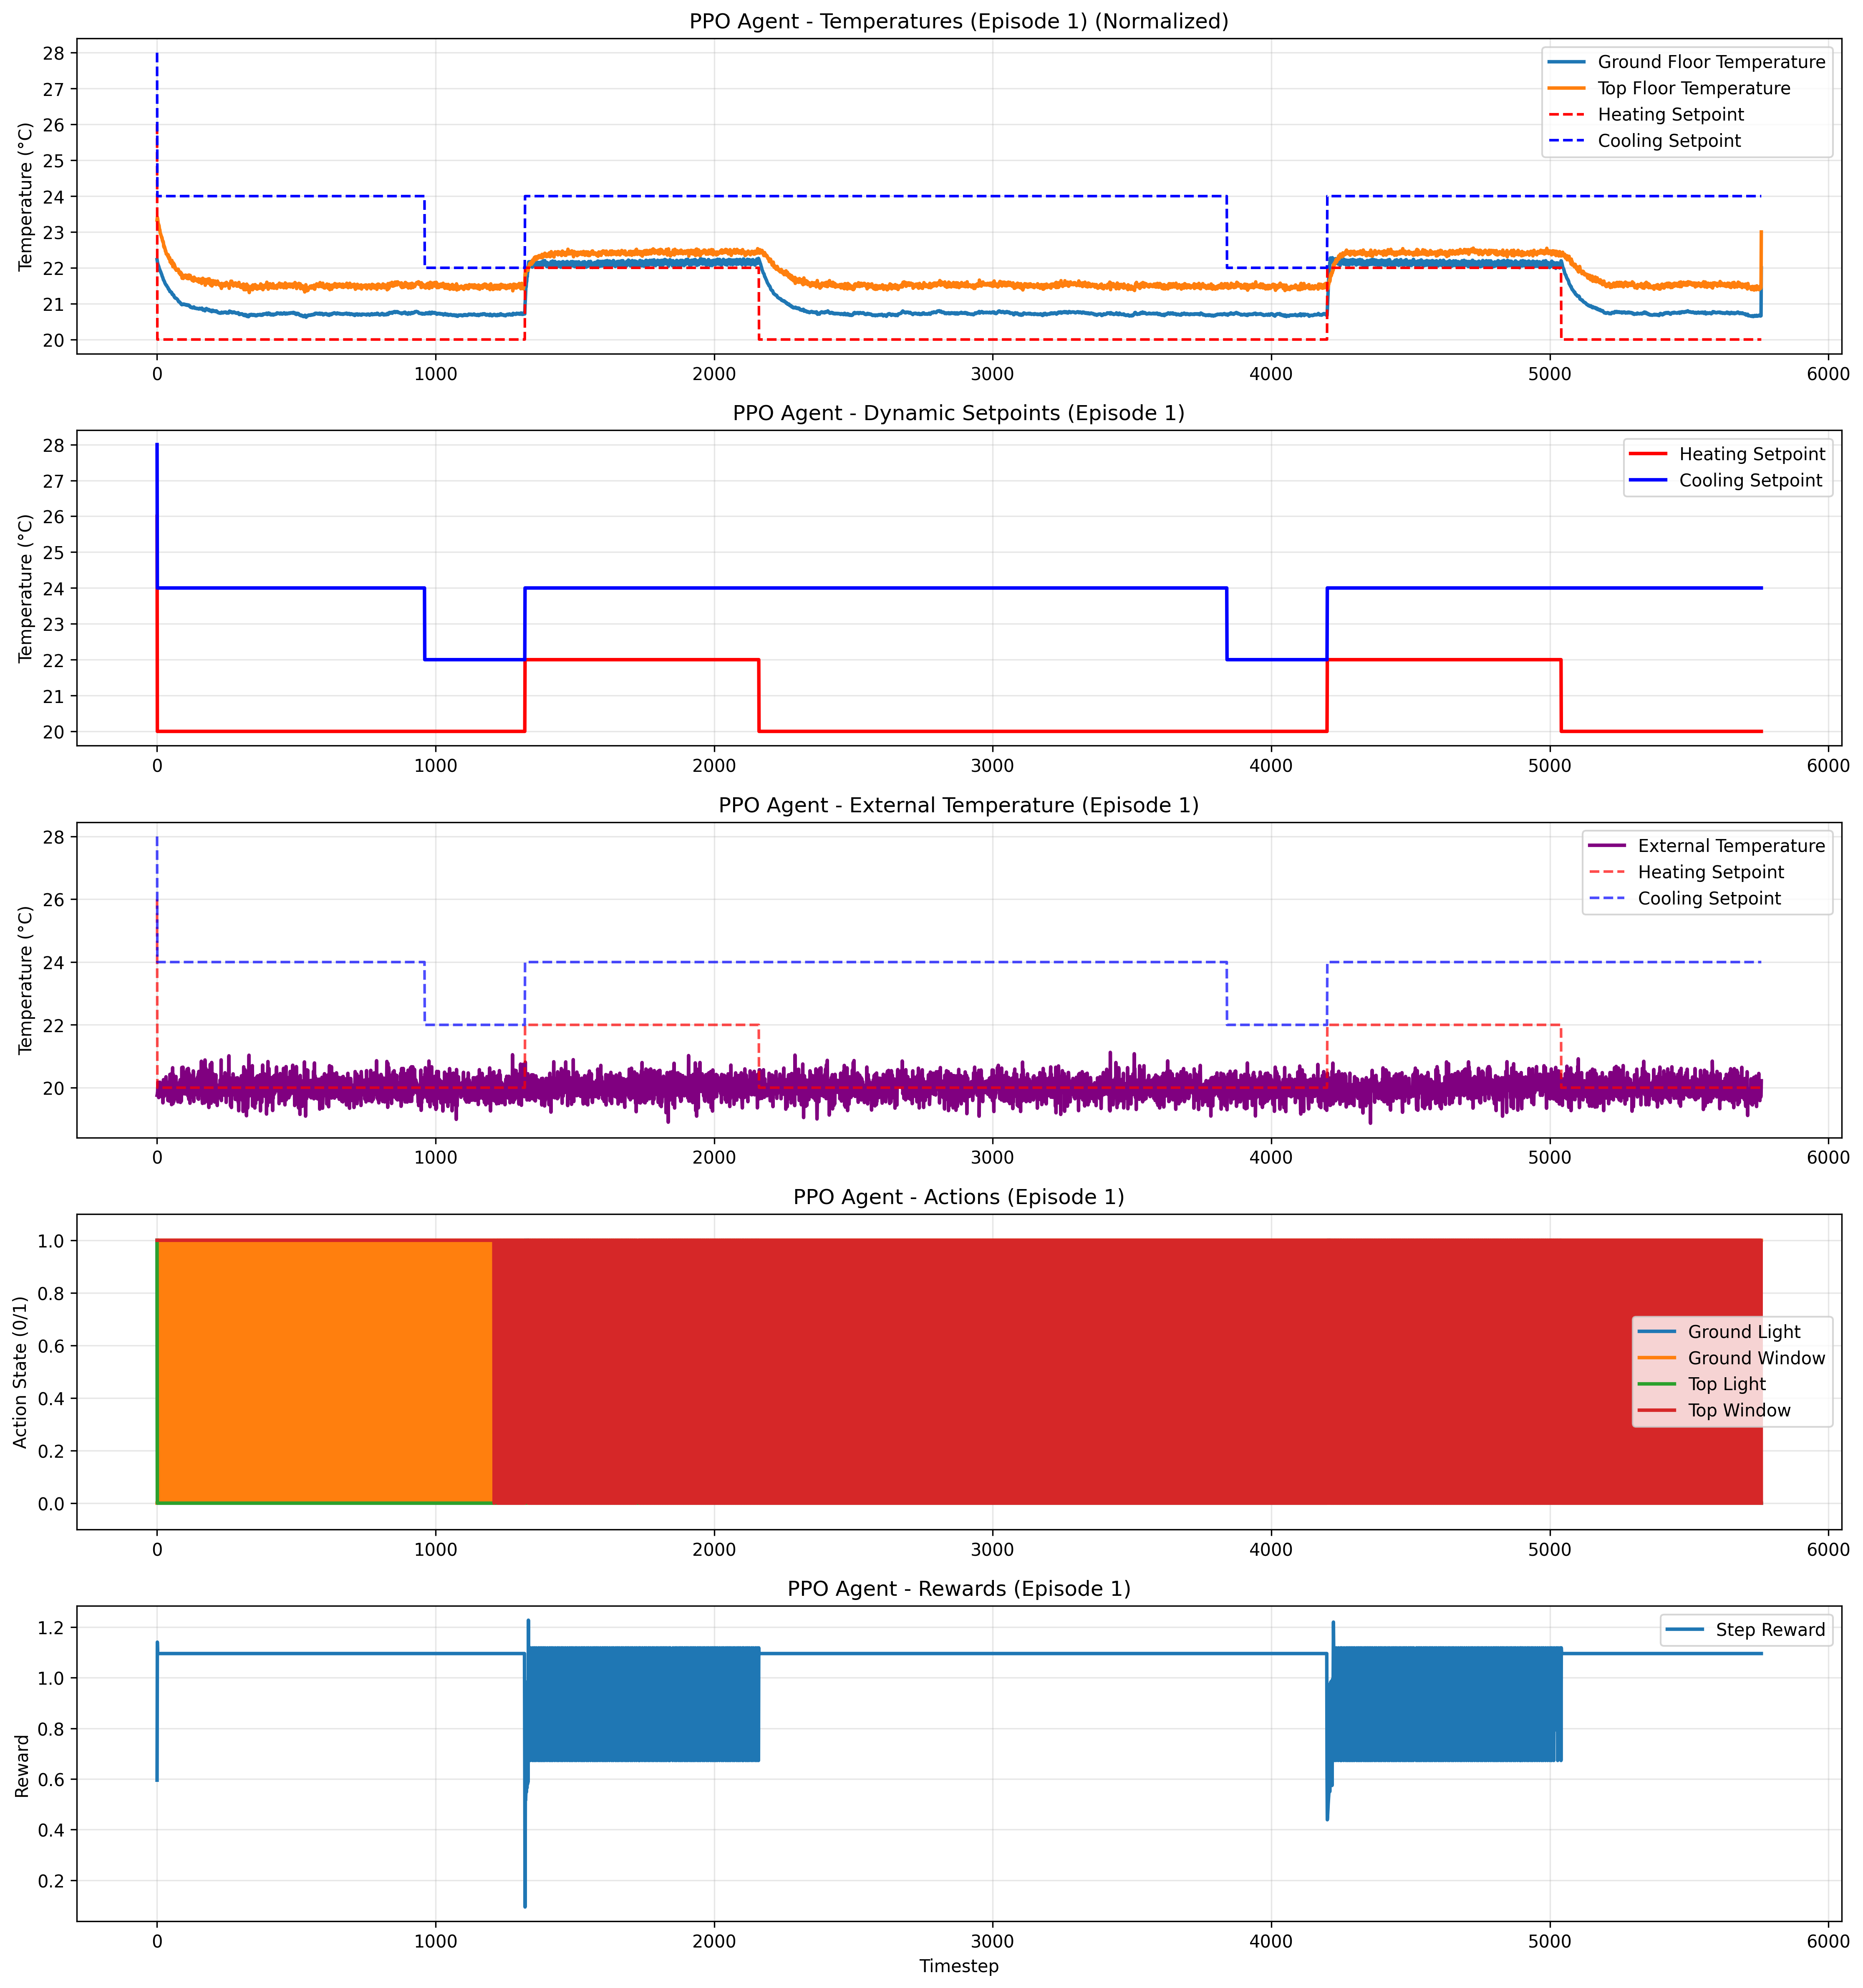 PPO Agent - Temperatures (Episode 1) (Normalized)
Temperature (°C)
28
27
26
25
24
23
22
21
20
Ground Floor Temperature
Top Floor Temperature
Heating Setpoint
Cooling Setpoint
0 1000 2000 3000 4000 5000 6000
PPO Agent - Dynamic Setpoints (Episode 1)
Temperature (°C)
28
27
26
25
24
23
22
21
20
Heating Setpoint
Cooling Setpoint
0 1000 2000 3000 4000 5000 6000
PPO Agent - External Temperature (Episode 1)
Temperature (°C)
28
26
24
22
20
External Temperature
Heating Setpoint
Cooling Setpoint
0 1000 2000 3000 4000 5000 6000
PPO Agent - Actions (Episode 1)
Action State (0/1)
1.0
0.8
0.6
0.4
0.2
0.0
Ground Light
Ground Window
Top Light
Top Window
0 1000 2000 3000 4000 5000 6000
PPO Agent - Rewards (Episode 1)
Reward
1.2
1.0
0.8
0.6
0.4
0.2
Step Reward
0 1000 2000 3000 4000 5000 6000
Timestep